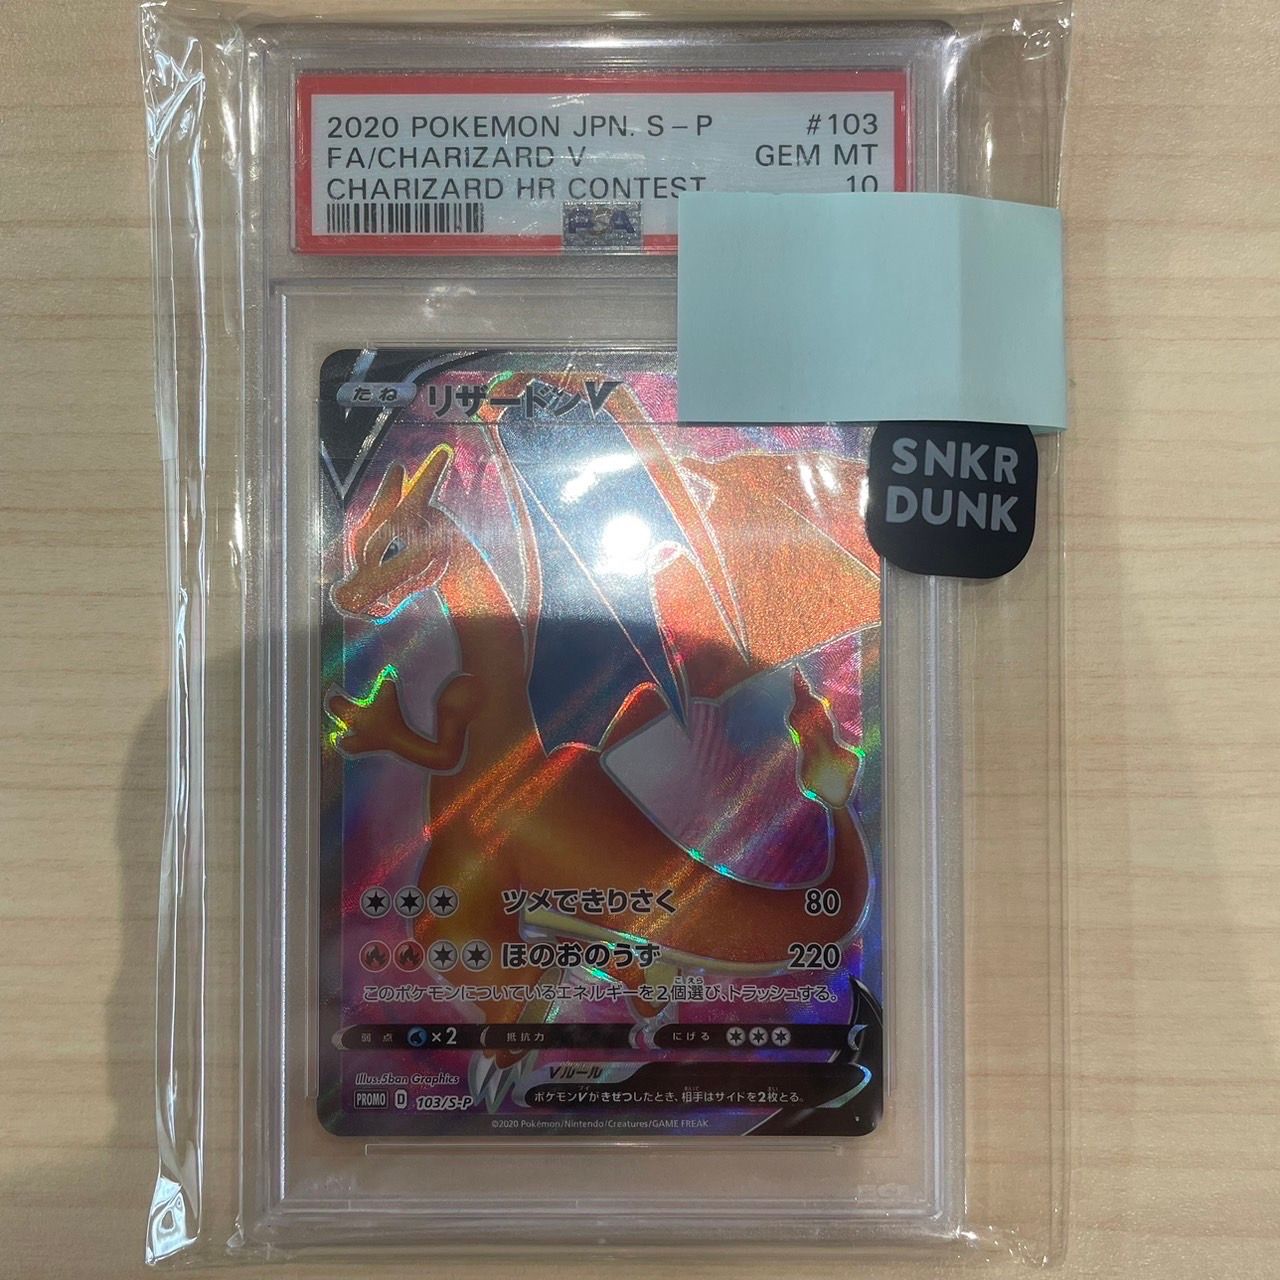 2020 POKEMON JPN. S-P #103
FA/CHARIZARD V GEM MT
CHARIZARD HR CONTEST 10
PSA
たね リザードンV
SNKR
DUNK
ツメできりさく 80
ほのおのうず 220
このポケモンについているエネルギーを2個選び、トラッシュする。
弱点 ×2 抵抗力 にげる
Vルール
ポケモンVがきぜつしたとき、相手はサイドを2枚とる。
Illus.5ban Graphics
PROMO D 103/S-P
©2020 Pokémon/Nintendo/Creatures/GAME FREAK